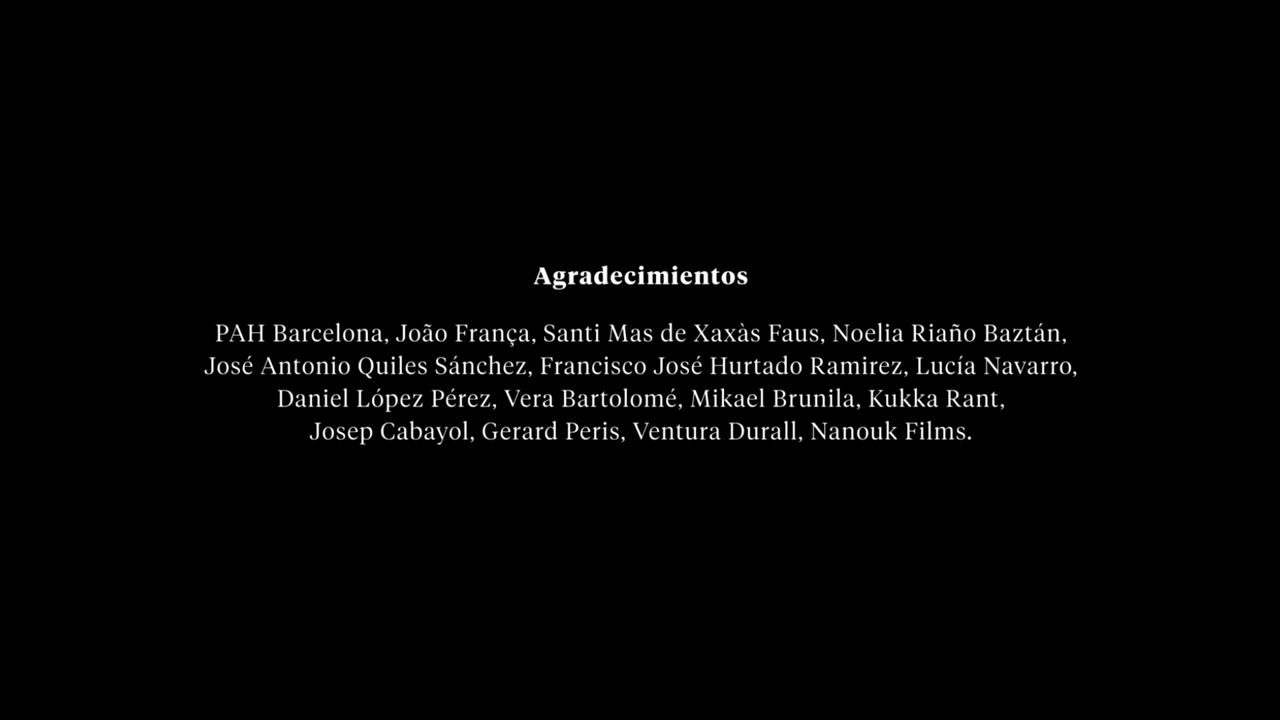 Agradecimientos
PAH Barcelona, João França, Santi Mas de Xaxàs Faus, Noelia Riaño Baztán,
José Antonio Quiles Sánchez, Francisco José Hurtado Ramirez, Lucía Navarro,
Daniel López Pérez, Vera Bartolomé, Mikael Brunila, Kukka Rant,
Josep Cabayol, Gerard Peris, Ventura Durall, Nanouk Films.